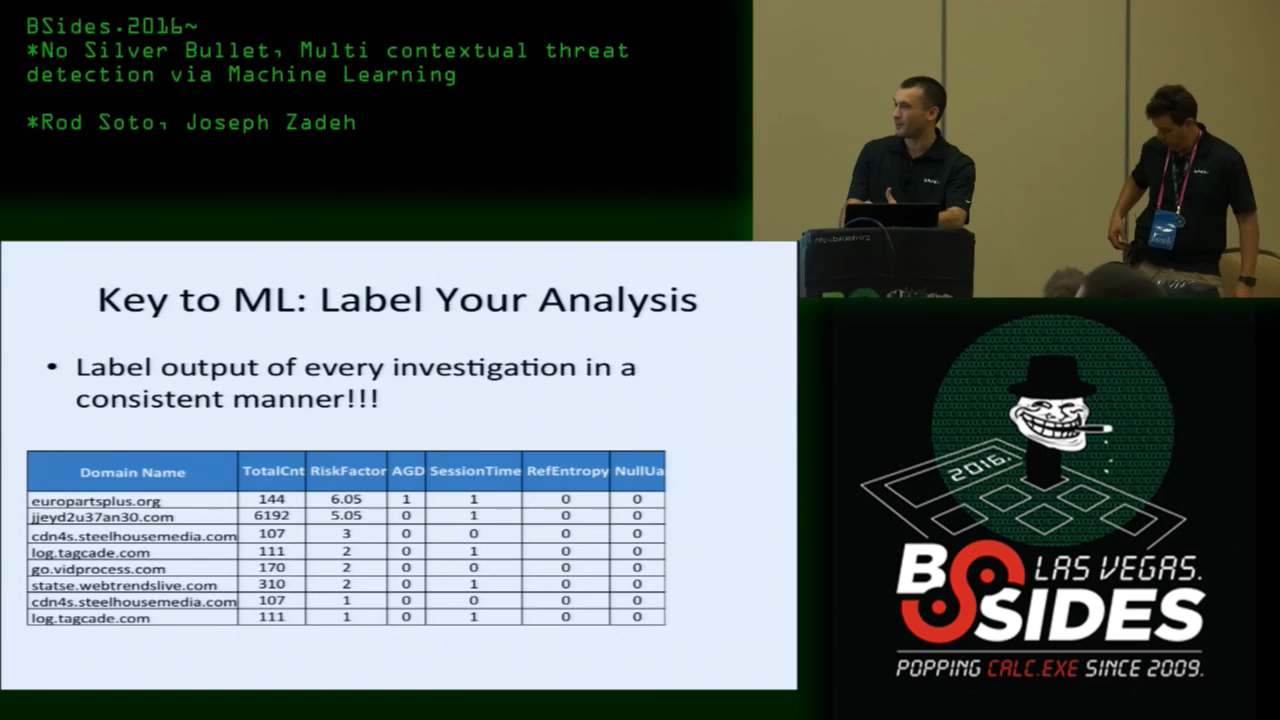 BSides.2016~
*No Silver Bullet, Multi contextual threat
detection via Machine Learning
*Rod Soto, Joseph Zadeh
Key to ML: Label Your Analysis
• Label output of every investigation in a
consistent manner!!!
Domain Name TotalCnt RiskFactor AGD SessionTime RefEntropy NullUa
europartsplus.org 144 6.05 1 1 0 0
jjeyd2u37an30.com 6192 5.05 0 1 0 0
cdn4s.steelhousemedia.com 107 3 0 0 0 0
log.tagcade.com 111 2 0 1 0 0
go.vidprocess.com 170 2 0 0 0 0
statse.webtrendslive.com 310 2 0 1 0 0
cdn4s.steelhousemedia.com 107 1 0 0 0 0
log.tagcade.com 111 1 0 1 0 0
2016.
BSIDES
LAS VEGAS.
POPPING CALC.EXE SINCE 2009.